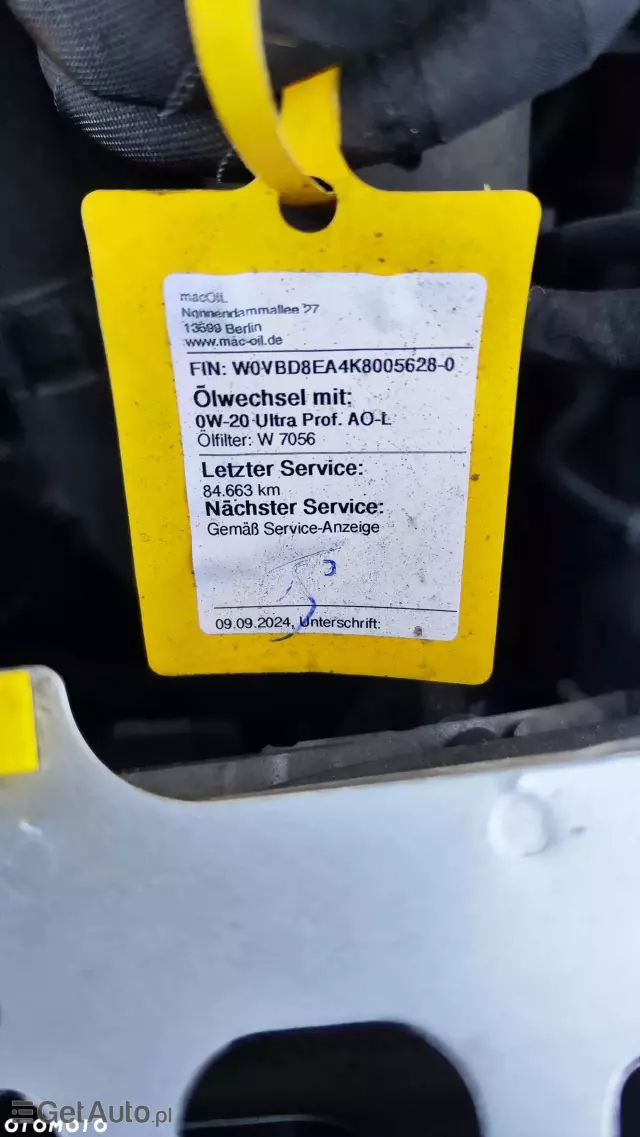 macOIL
Nonnendammallee 27
13599 Berlin
www.mac-oil.de
FIN: W0VBD8EA4K8005628-0
Ölwechsel mit:
0W-20 Ultra Prof. AO-L
Ölfilter: W 7056
Letzter Service:
84.663 km
Nächster Service:
Gemäß Service-Anzeige
09.09.2024, Unterschrift:
GetAuto.pl
OTOMOTO